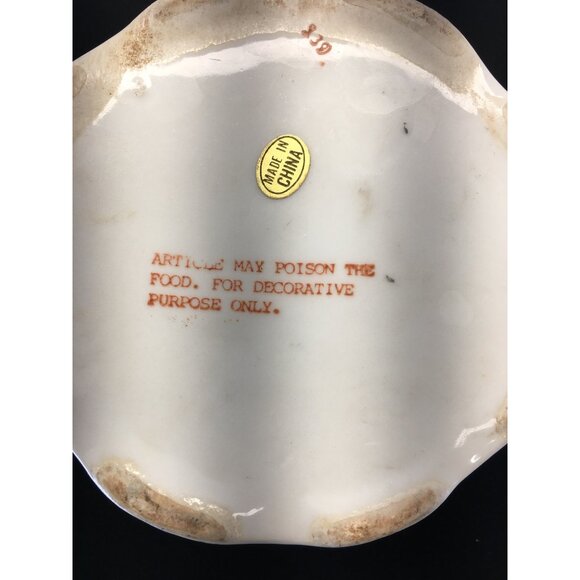 MADE IN
CHINA
ARTICLE MAY POISON THE
FOOD. FOR DECORATIVE
PURPOSE ONLY.